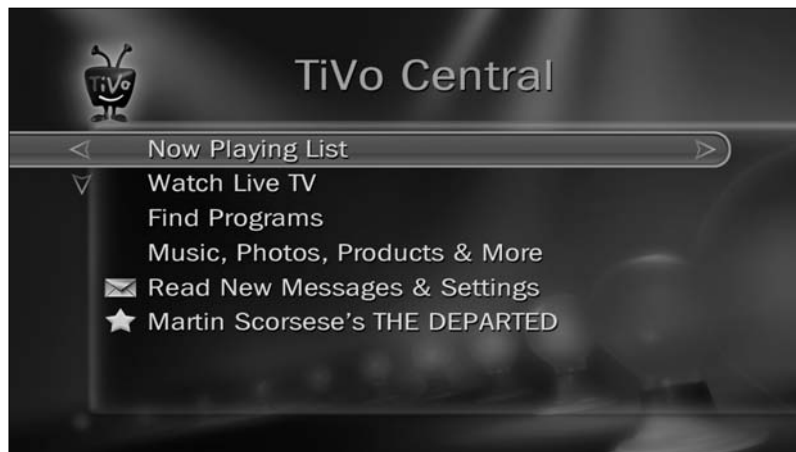 TiVo
TiVo Central
Now Playing List
Watch Live TV
Find Programs
Music, Photos, Products & More
Read New Messages & Settings
Martin Scorsese's THE DEPARTED